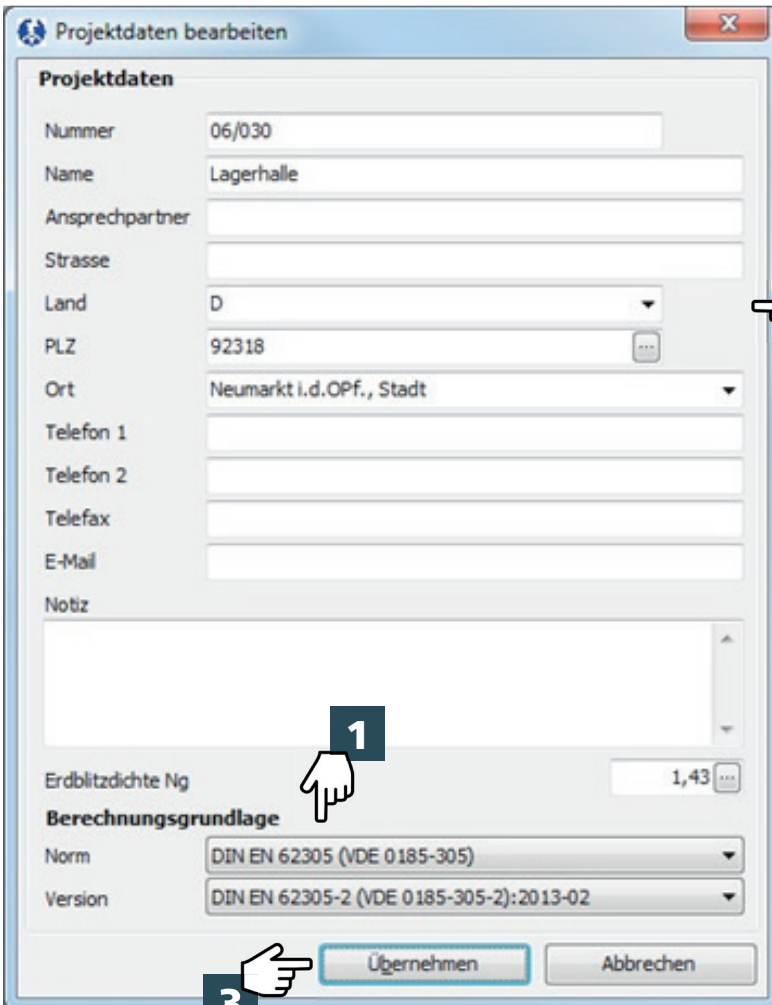 Projektdaten bearbeiten
Projektdaten
Nummer 06/030
Name Lagerhalle
Ansprechpartner
Strasse
Land D
PLZ 92318 ...
Ort Neumarkt i.d.OPf., Stadt
Telefon 1
Telefon 2
Telefax
E-Mail
Notiz
1
Erdblitzdichte Ng 1,43 ...
Berechnungsgrundlage
Norm DIN EN 62305 (VDE 0185-305)
Version DIN EN 62305-2 (VDE 0185-305-2):2013-02
3 Übernehmen Abbrechen